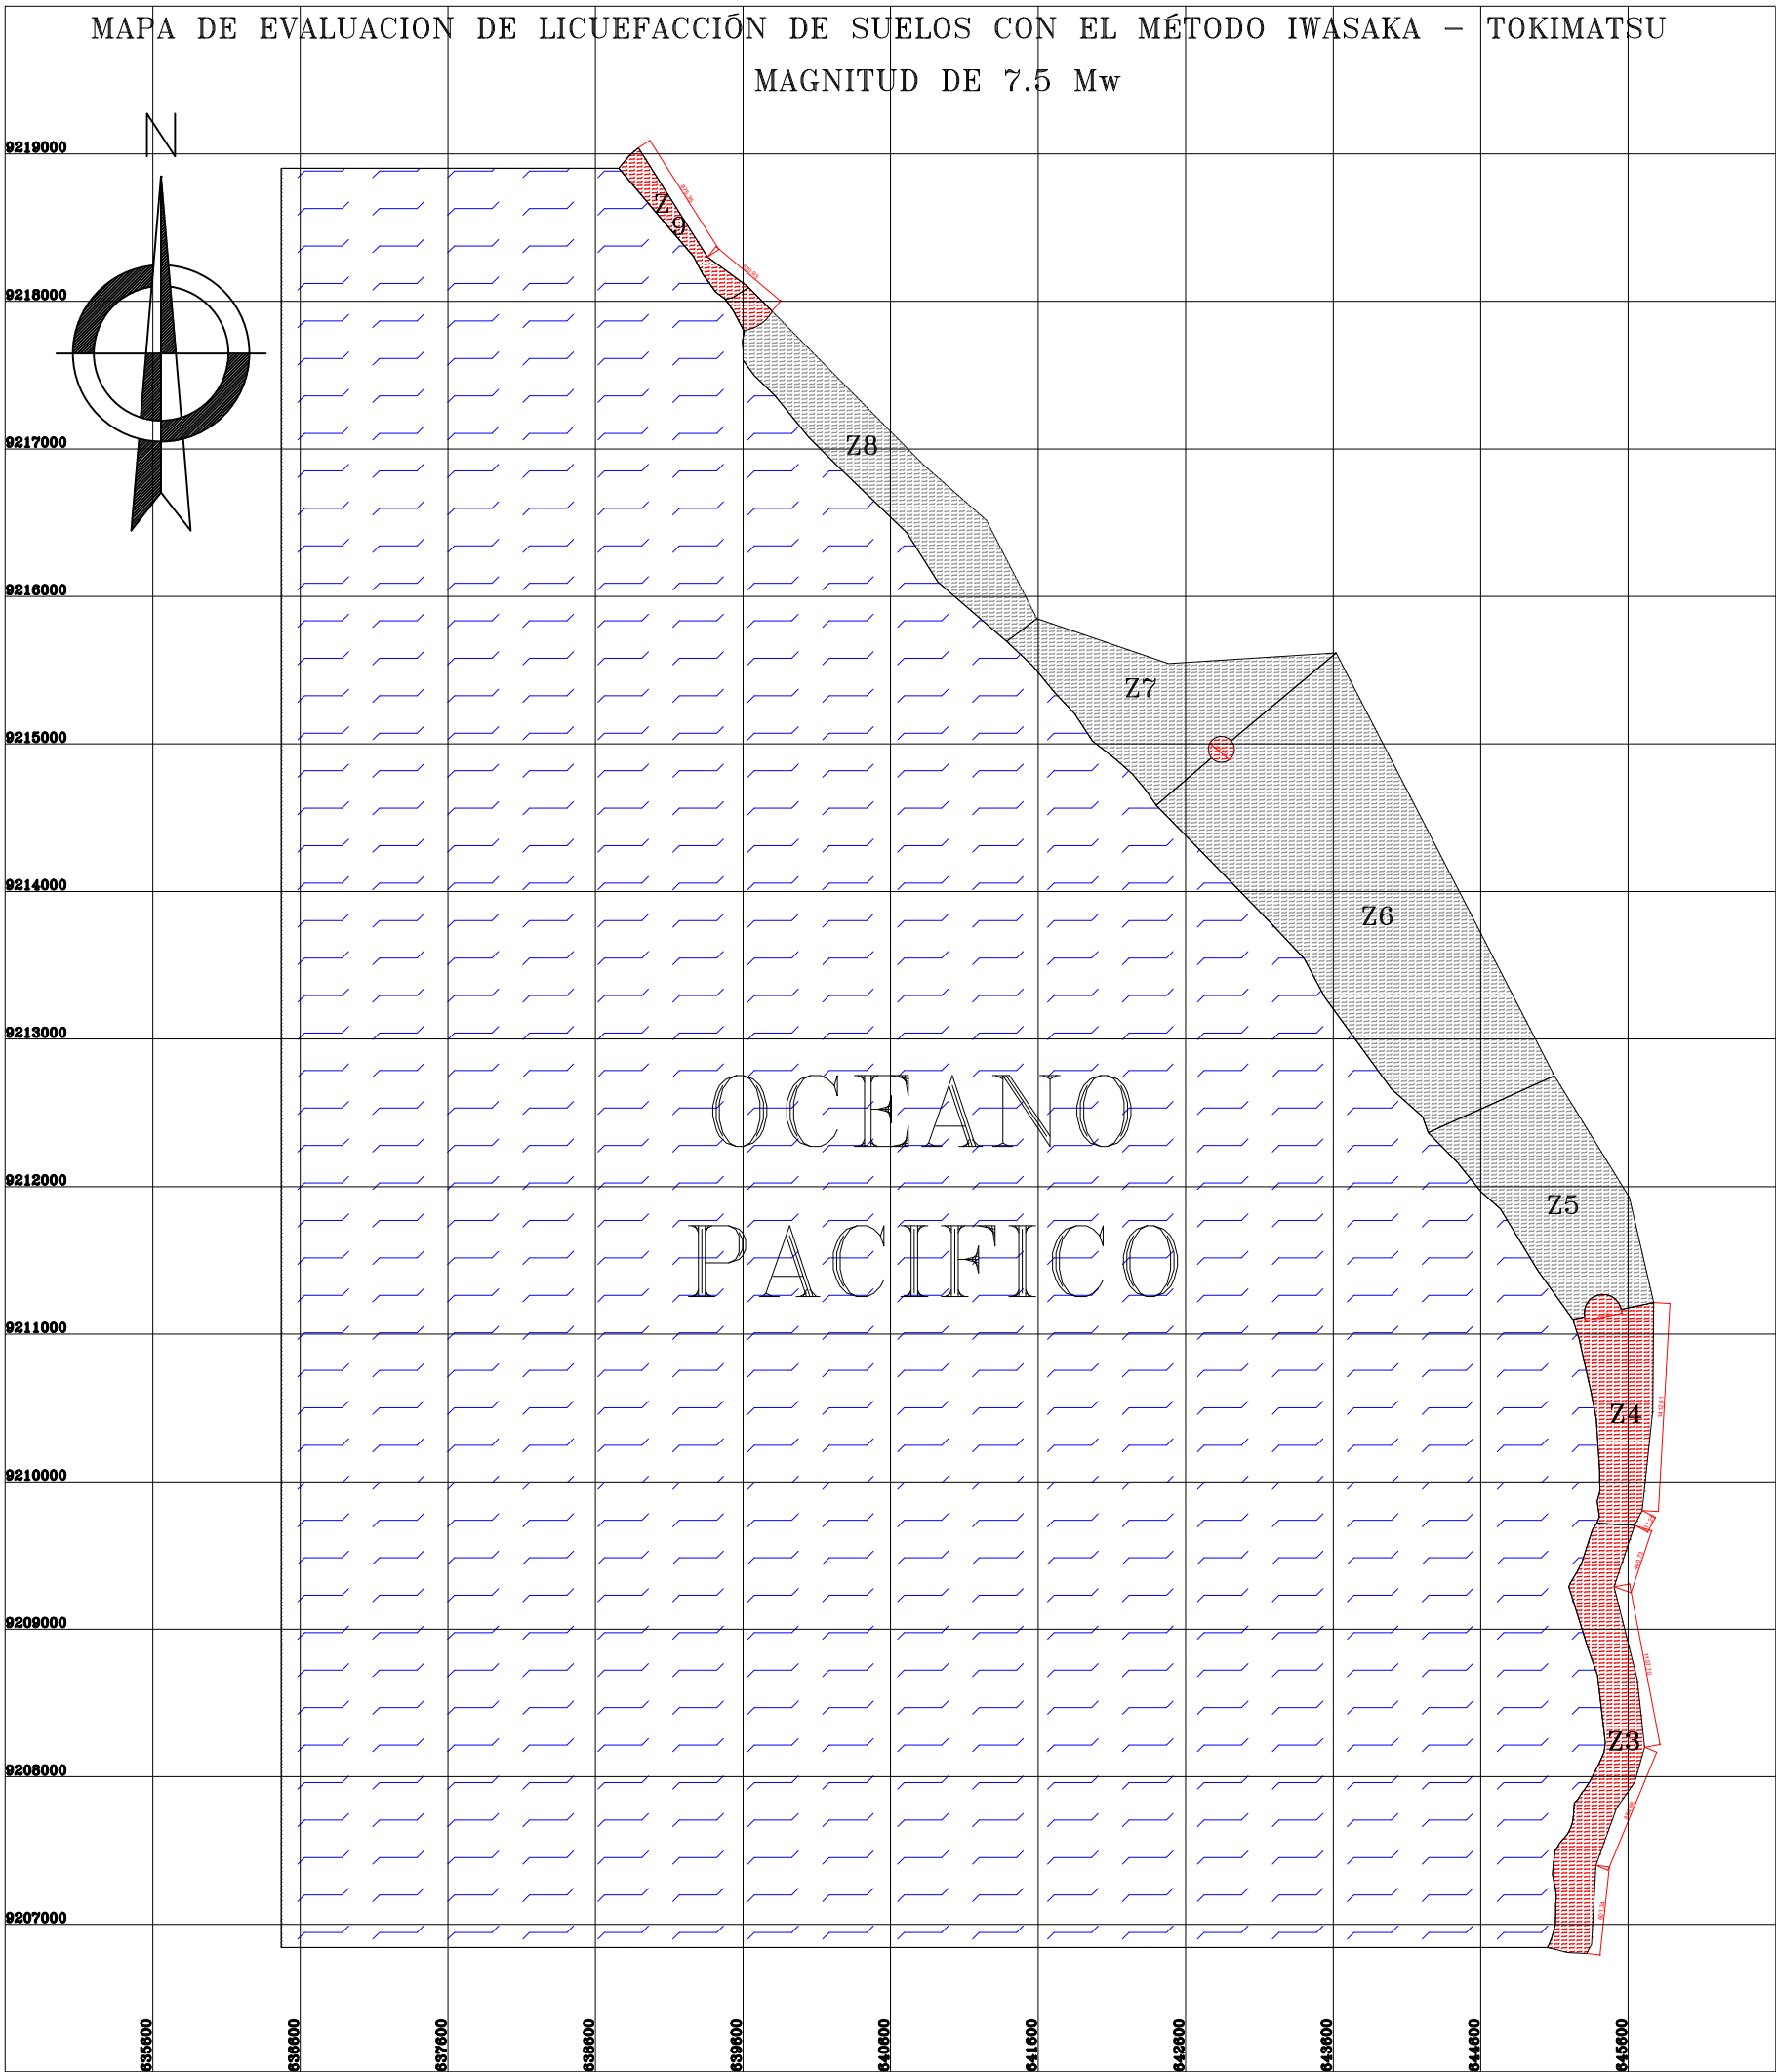 MAPA DE EVALUACION DE LICUEFACCIÓN DE SUELOS CON EL MÉTODO IWASAKA – TOKIMATSU
MAGNITUD DE 7.5 Mw
N
9219000
Z9
9218000
9217000
Z8
9216000
Z7
9215000
9214000
Z6
9213000
OCEANO
9212000
Z5
PACIFICO
9211000
Z4
9210000
9209000
Z3
9208000
9207000
635600
636600
637600
638600
639600
640600
641600
642600
643600
644600
645600